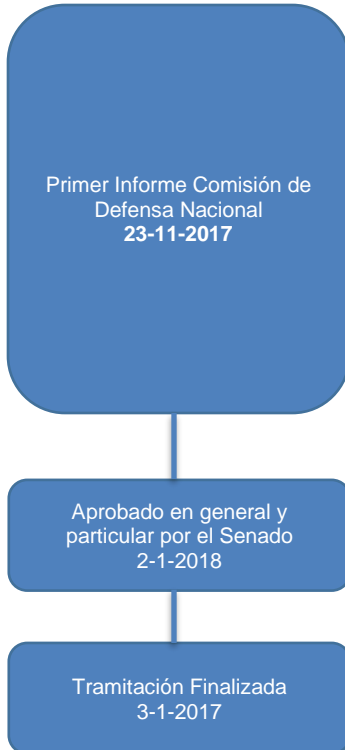 Primer Informe Comisión de
Defensa Nacional
23-11-2017
Aprobado en general y
particular por el Senado
2-1-2018
Tramitación Finalizada
3-1-2017